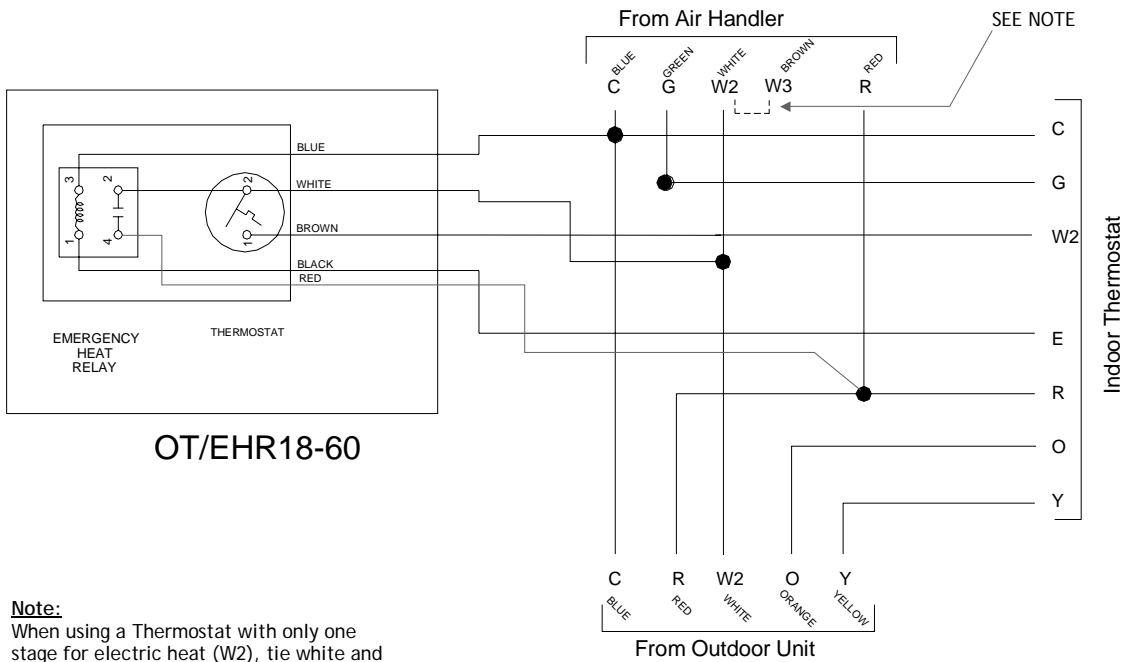 From Air Handler
SEE NOTE
BLUE
GREEN
WHITE
BROWN
RED
C
G
W2
W3
R
BLUE
WHITE
BROWN
BLACK
RED
3
2
1
4
2
1
EMERGENCY
HEAT
RELAY
THERMOSTAT
OT/EHR18-60
C
G
W2
E
R
O
Y
Indoor Thermostat
C
R
W2
O
Y
BLUE
RED
WHITE
ORANGE
YELLOW
From Outdoor Unit
Note:
When using a Thermostat with only one
stage for electric heat (W2), tie white and